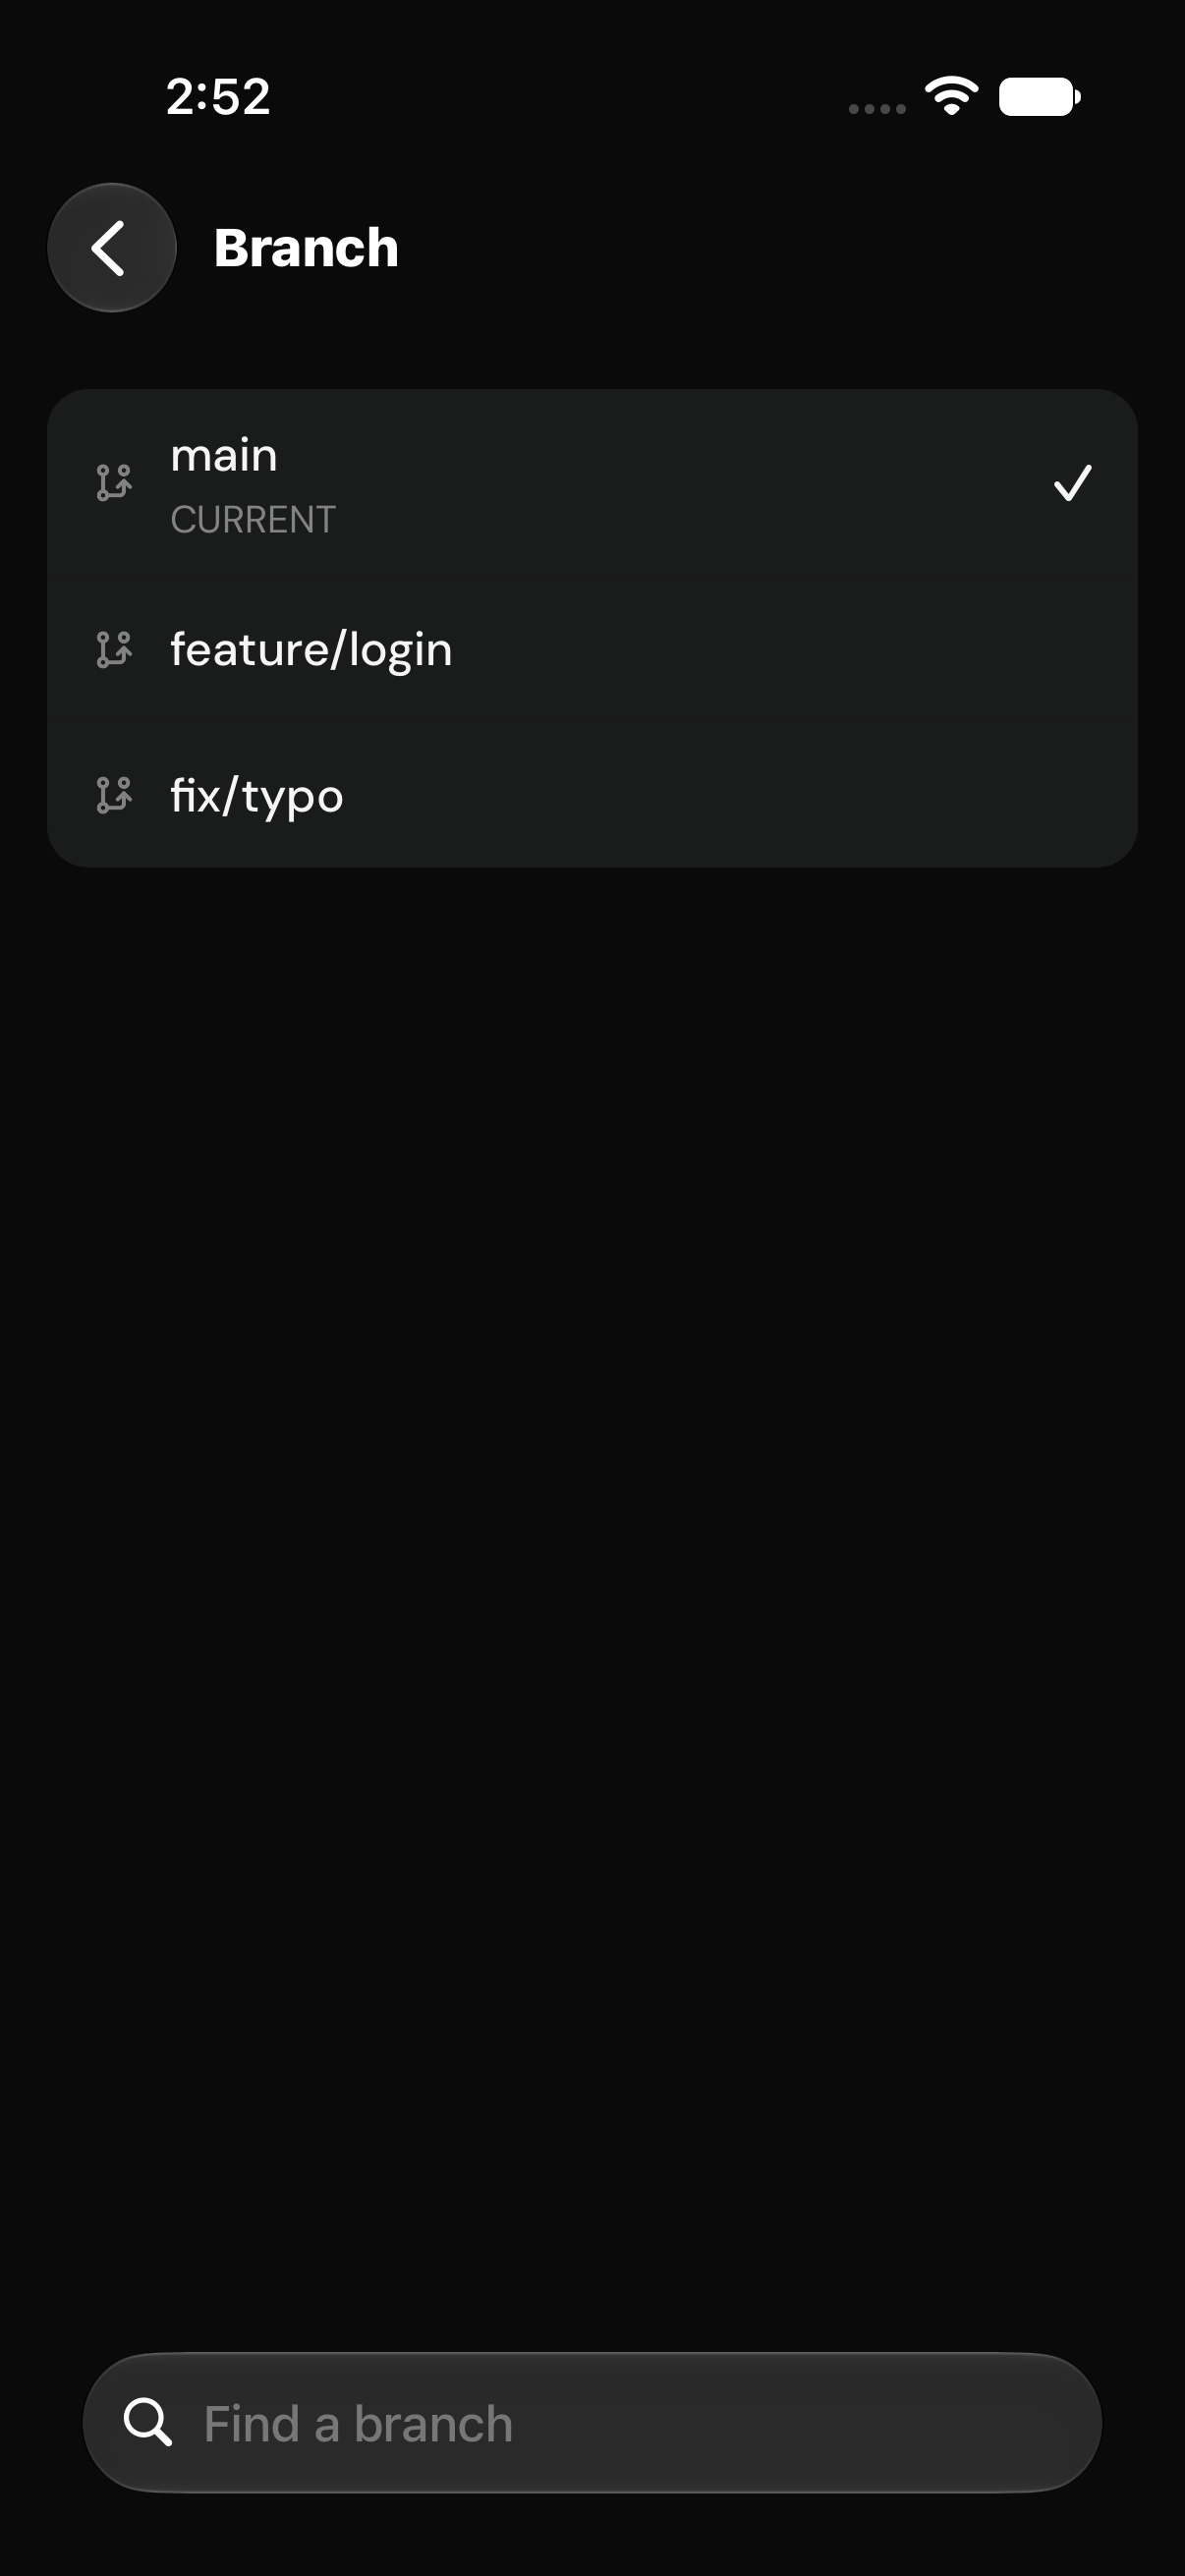 2:52
Branch
main
CURRENT
feature/login
fix/typo
Find a branch